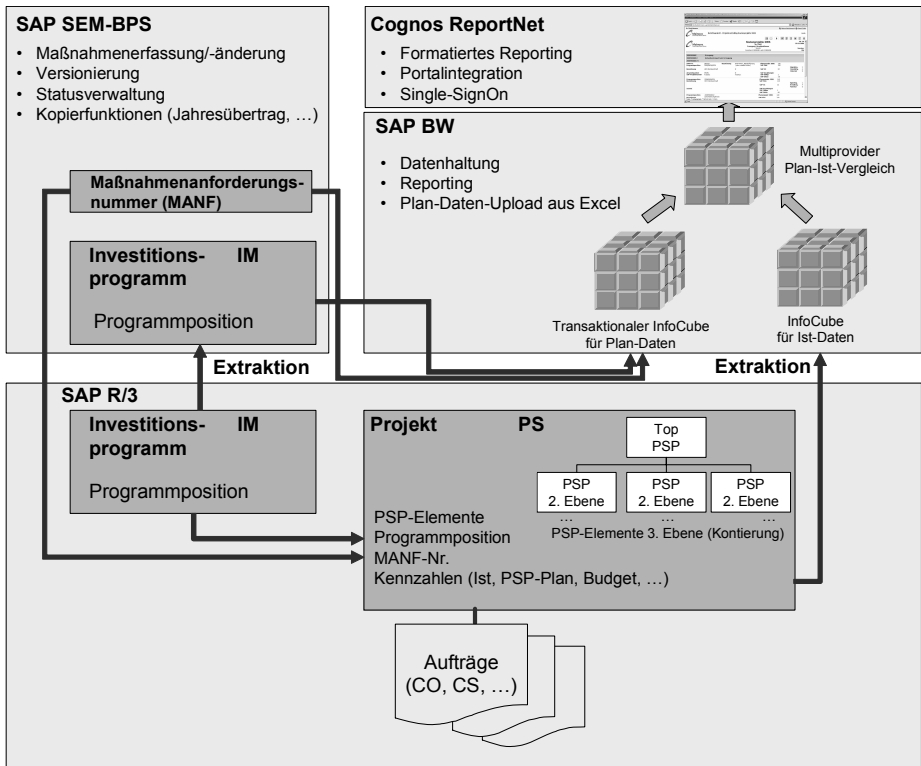 SAP SEM-BPS
• Maßnahmenerfassung/-änderung
• Versionierung
• Statusverwaltung
• Kopierfunktionen (Jahresübertrag, …)
Maßnahmenanforderungs-
nummer (MANF)
Investitions- IM
programm
Programmposition
Cognos ReportNet
• Formatiertes Reporting
• Portalintegration
• Single-SignOn
SAP BW
• Datenhaltung
• Reporting
• Plan-Daten-Upload aus Excel
Multiprovider
Plan-Ist-Vergleich
Transaktionaler InfoCube
für Plan-Daten
InfoCube
für Ist-Daten
Extraktion
Extraktion
SAP R/3
Investitions- IM
programm
Programmposition
Projekt PS
Top
PSP
PSP
2. Ebene
PSP
2. Ebene
PSP
2. Ebene
… … …
PSP-Elemente 3. Ebene (Kontierung)
PSP-Elemente
Programmposition
MANF-Nr.
Kennzahlen (Ist, PSP-Plan, Budget, …)
Aufträge
(CO, CS, …)